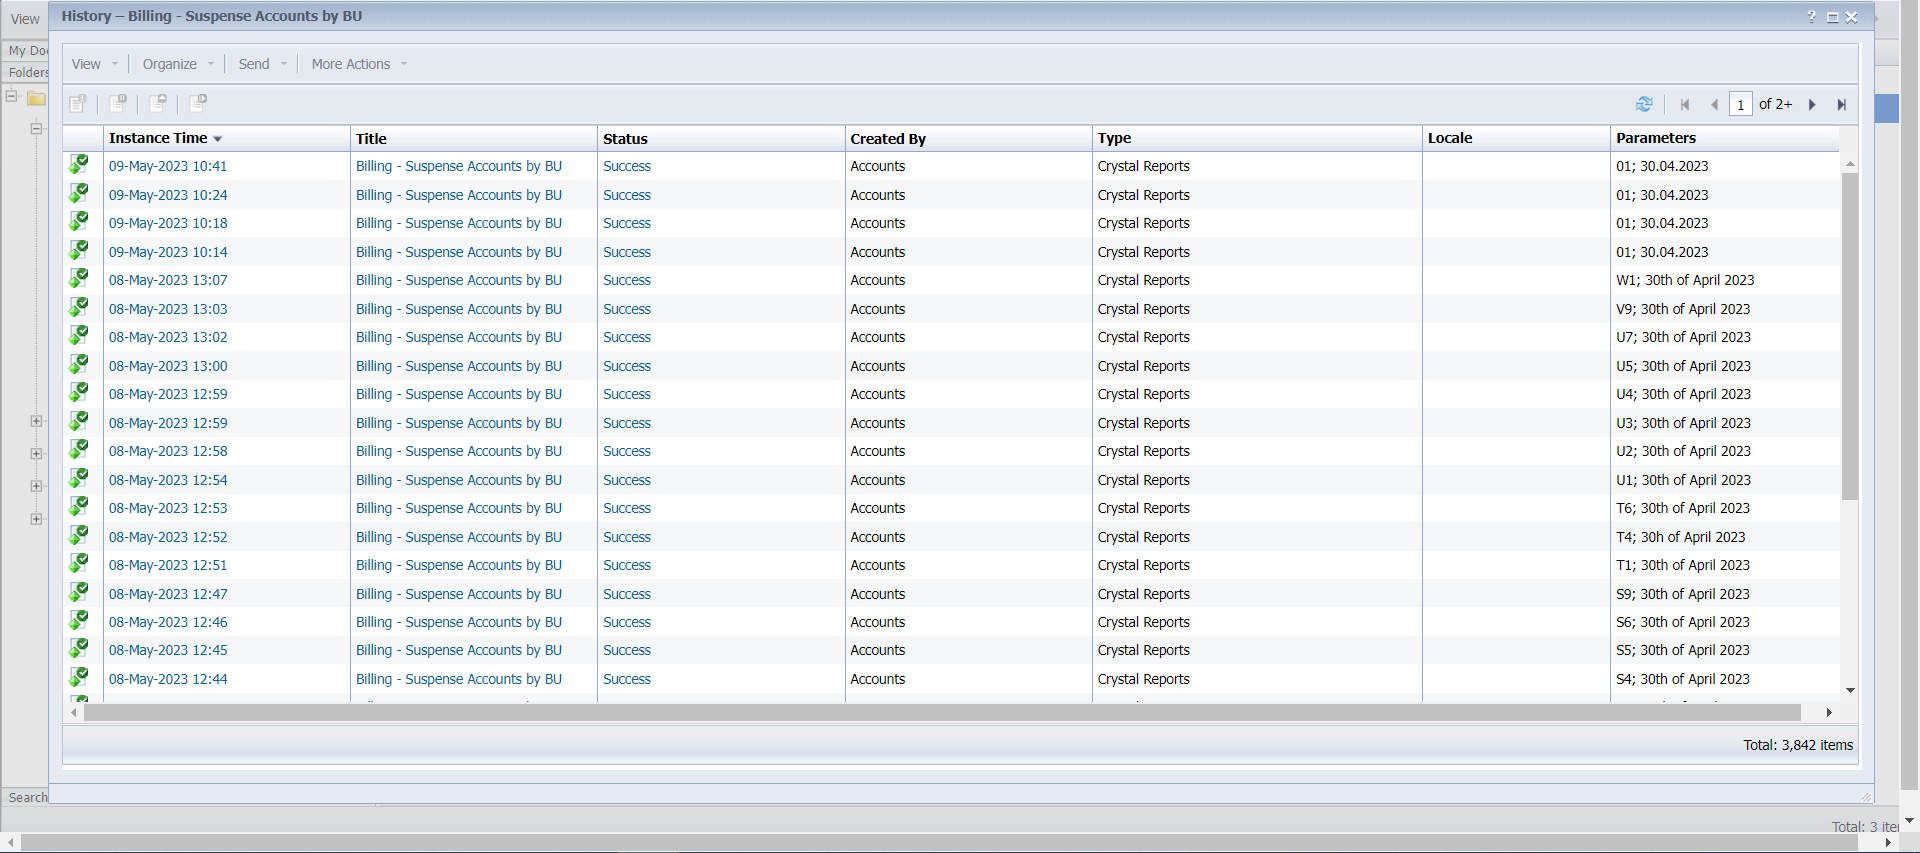 View
History – Billing - Suspense Accounts by BU
?
My Doc
Folders
View Organize Send More Actions
1 of 2+
Instance Time Title Status Created By Type Locale Parameters
09-May-2023 10:41 Billing - Suspense Accounts by BU Success Accounts Crystal Reports 01; 30.04.2023
09-May-2023 10:24 Billing - Suspense Accounts by BU Success Accounts Crystal Reports 01; 30.04.2023
09-May-2023 10:18 Billing - Suspense Accounts by BU Success Accounts Crystal Reports 01; 30.04.2023
09-May-2023 10:14 Billing - Suspense Accounts by BU Success Accounts Crystal Reports 01; 30.04.2023
08-May-2023 13:07 Billing - Suspense Accounts by BU Success Accounts Crystal Reports W1; 30th of April 2023
08-May-2023 13:03 Billing - Suspense Accounts by BU Success Accounts Crystal Reports V9; 30th of April 2023
08-May-2023 13:02 Billing - Suspense Accounts by BU Success Accounts Crystal Reports U7; 30th of April 2023
08-May-2023 13:00 Billing - Suspense Accounts by BU Success Accounts Crystal Reports U5; 30th of April 2023
08-May-2023 12:59 Billing - Suspense Accounts by BU Success Accounts Crystal Reports U4; 30th of April 2023
08-May-2023 12:59 Billing - Suspense Accounts by BU Success Accounts Crystal Reports U3; 30th of April 2023
08-May-2023 12:58 Billing - Suspense Accounts by BU Success Accounts Crystal Reports U2; 30th of April 2023
08-May-2023 12:54 Billing - Suspense Accounts by BU Success Accounts Crystal Reports U1; 30th of April 2023
08-May-2023 12:53 Billing - Suspense Accounts by BU Success Accounts Crystal Reports T6; 30th of April 2023
08-May-2023 12:52 Billing - Suspense Accounts by BU Success Accounts Crystal Reports T4; 30h of April 2023
08-May-2023 12:51 Billing - Suspense Accounts by BU Success Accounts Crystal Reports T1; 30th of April 2023
08-May-2023 12:47 Billing - Suspense Accounts by BU Success Accounts Crystal Reports S9; 30th of April 2023
08-May-2023 12:46 Billing - Suspense Accounts by BU Success Accounts Crystal Reports S6; 30th of April 2023
08-May-2023 12:45 Billing - Suspense Accounts by BU Success Accounts Crystal Reports S5; 30th of April 2023
08-May-2023 12:44 Billing - Suspense Accounts by BU Success Accounts Crystal Reports S4; 30th of April 2023
Total: 3,842 items
Search
Total: 3 iter